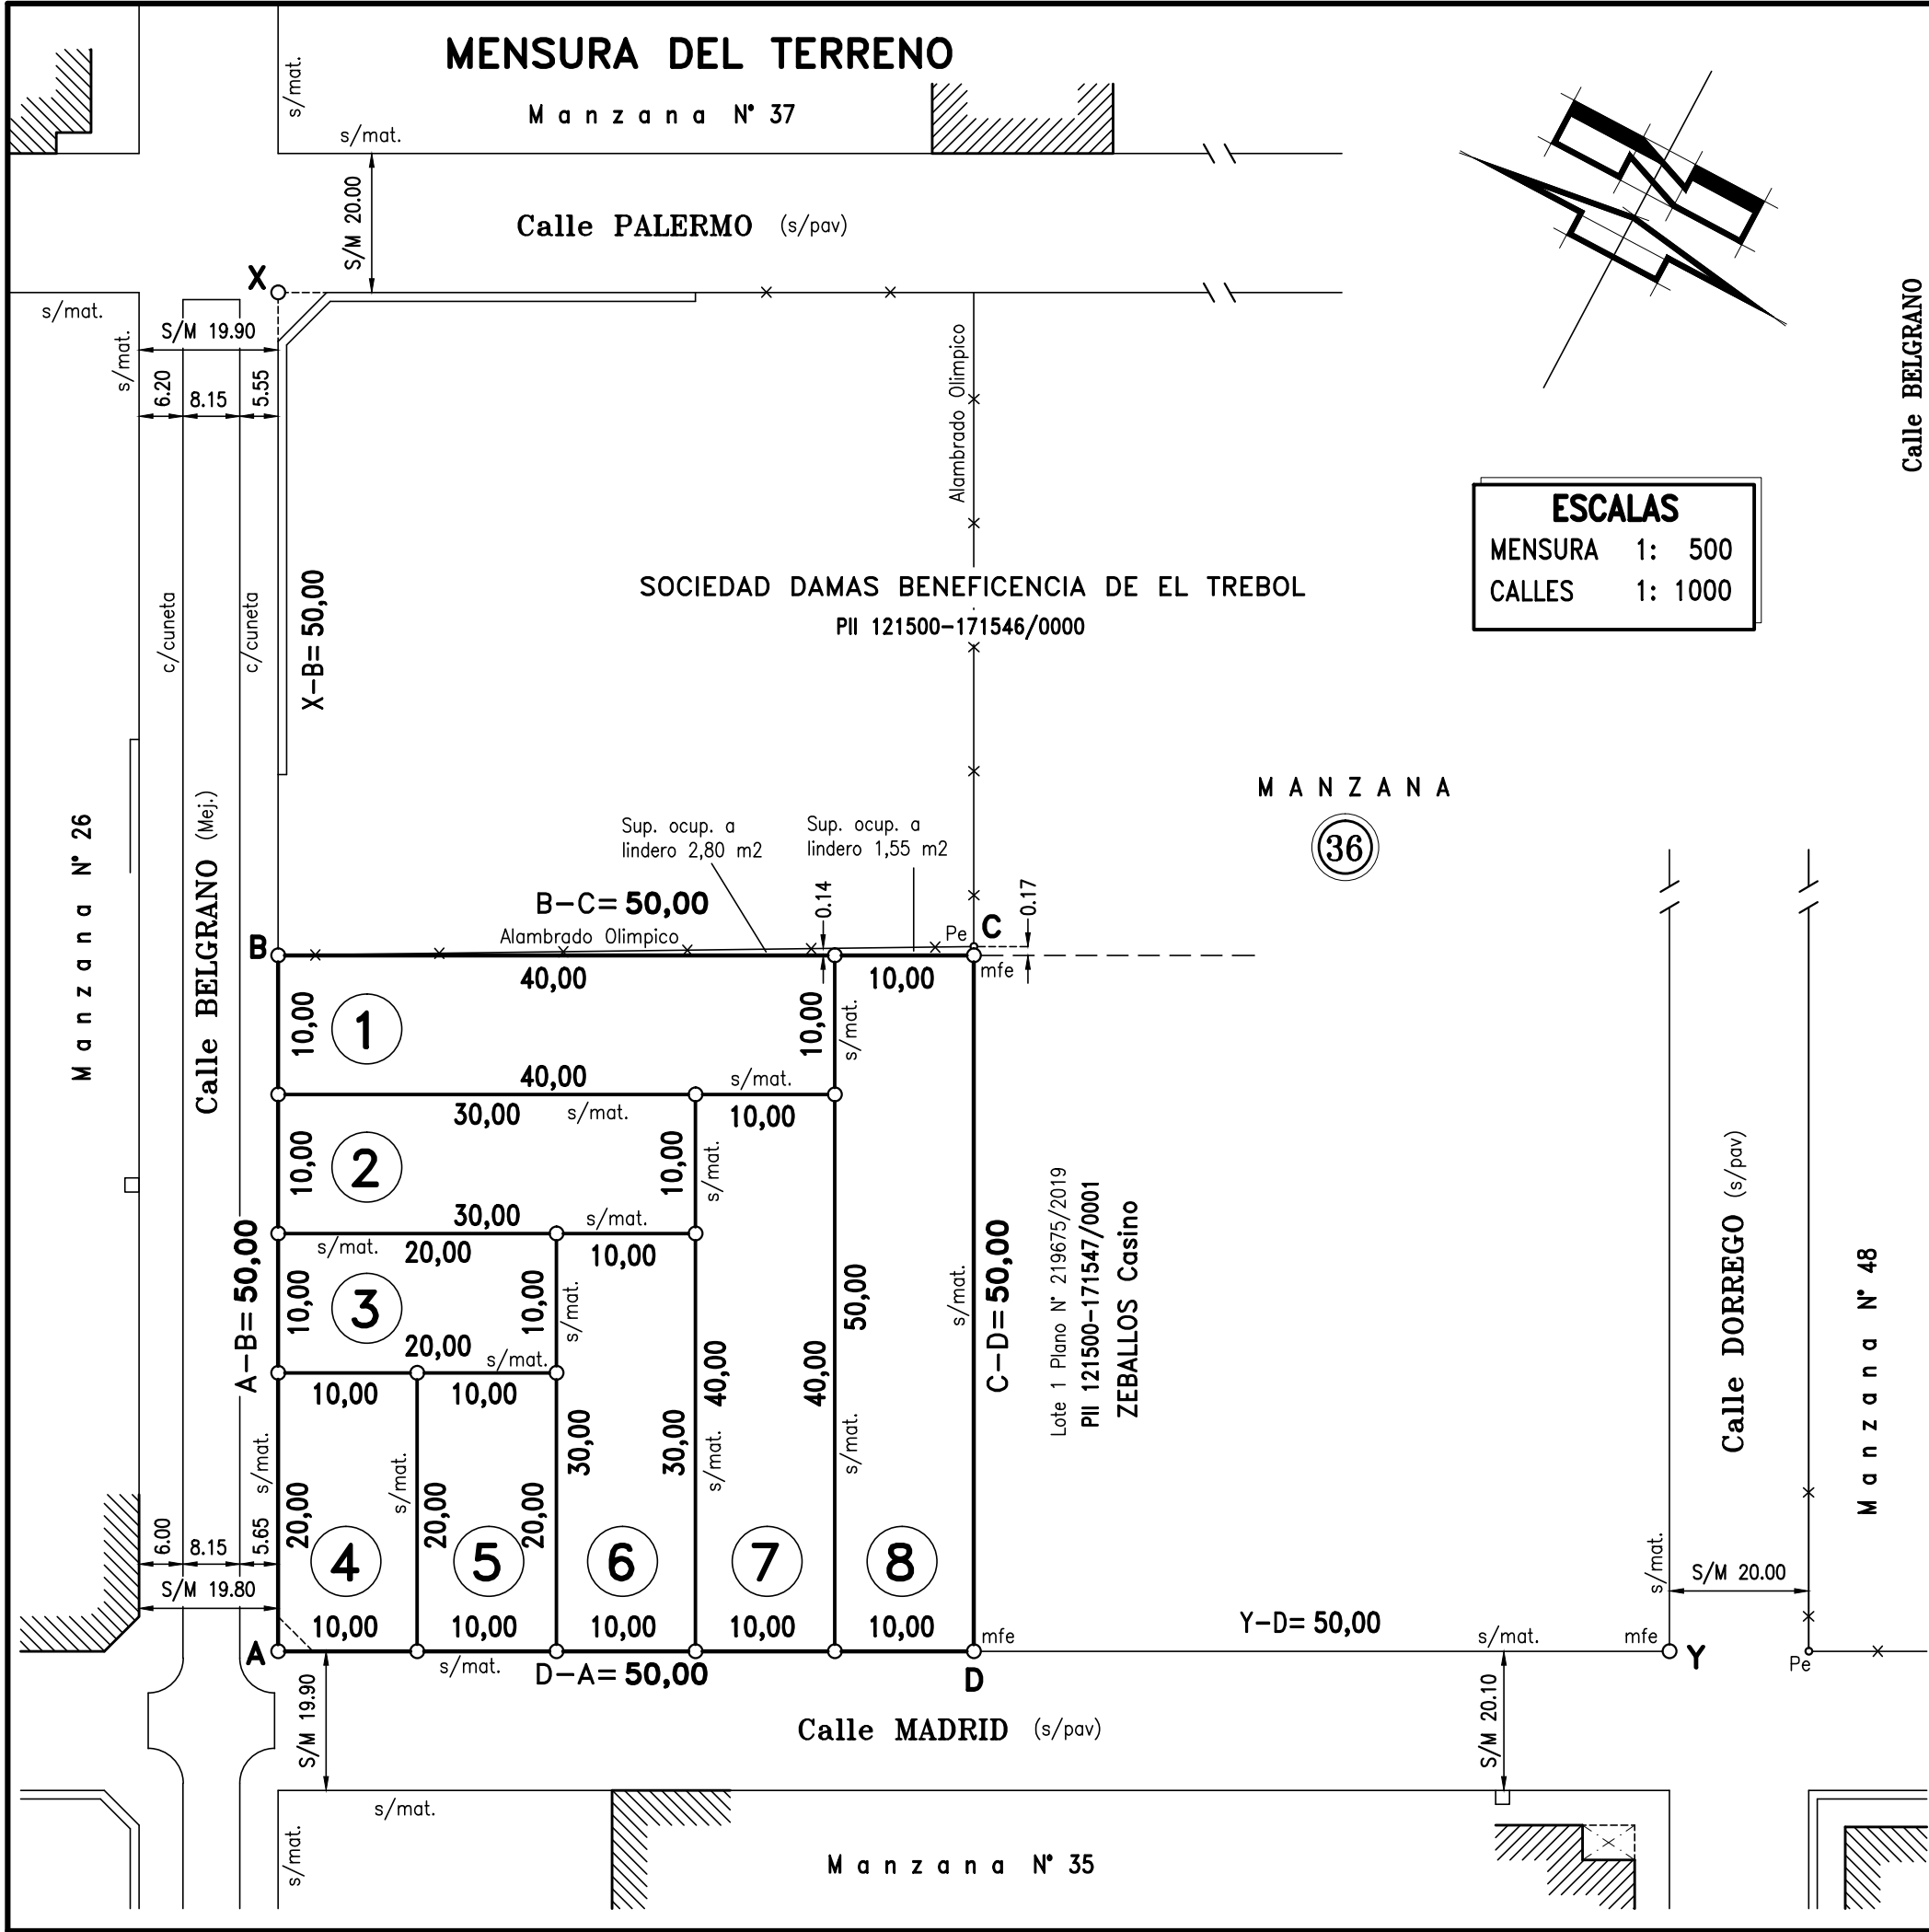 MENSURA DEL TERRENO
s/mat.
Manzana N° 37
s/mat.
S/M 20.00
Calle PALERMO (s/pav)
X
s/mat.
s/mat.
S/M 19.90
6.20
8.15
5.55
Alambrado Olimpico
Calle BELGRANO
ESCALAS
MENSURA 1: 500
CALLES 1: 1000
c/cuneta
c/cuneta
X-B= 50,00
SOCIEDAD DAMAS BENEFICENCIA DE EL TREBOL
PII 121500-171546/0000
MANZANA
36
Manzana N° 26
Calle BELGRANO (Mej.)
Sup. ocup. a
lindero 2,80 m2
Sup. ocup. a
lindero 1,55 m2
0.14
0.17
B-C= 50,00
Alambrado Olimpico
Pe
C
B
mfe
40,00
10,00
10,00
1
10,00
s/mat.
40,00
s/mat.
30,00
s/mat.
10,00
10,00
2
10,00
s/mat.
30,00
s/mat.
s/mat.
20,00
10,00
10,00
3
10,00
s/mat.
20,00
s/mat.
10,00
10,00
A-B= 50,00
50,00
40,00
40,00
s/mat.
C-D= 50,00
Lote 1 Plano N° 219675/2019
PII 121500-171547/0001
ZEBALLOS Casino
Calle DORREGO (s/pav)
Manzana N° 48
s/mat.
s/mat.
30,00
30,00
s/mat.
s/mat.
20,00
20,00
20,00
6.00
8.15
5.65
S/M 19.80
4
5
6
7
8
10,00
10,00
10,00
10,00
10,00
s/mat.
S/M 20.00
A
s/mat.
D-A= 50,00
mfe
D
Y-D= 50,00
s/mat.
mfe
Y
Pe
S/M 19.90
Calle MADRID (s/pav)
S/M 20.10
s/mat.
s/mat.
Manzana N° 35